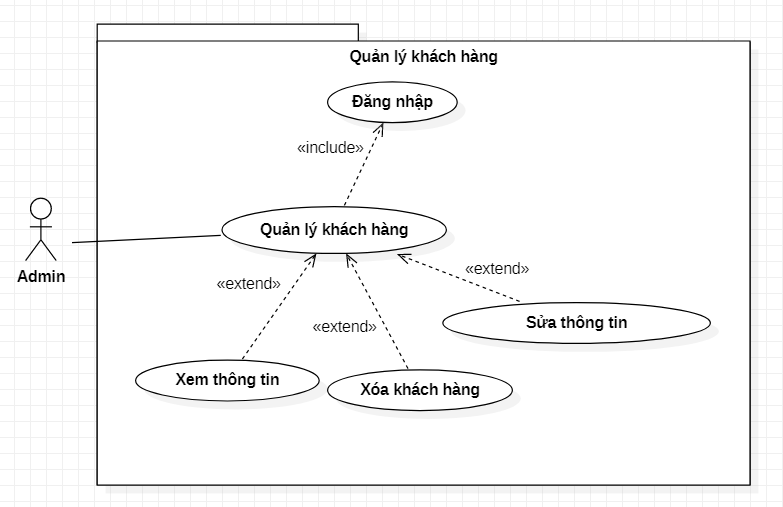 Quản lý khách hàng
Đăng nhập
«include»
Quản lý khách hàng
Admin
«extend»
«extend»
«extend»
Sửa thông tin
Xem thông tin
Xóa khách hàng